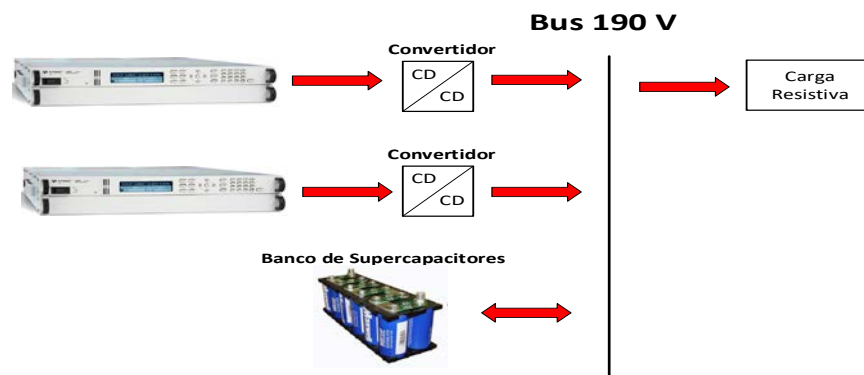 Bus 190 V
Convertidor
CD
CD
Carga
Resistiva
Convertidor
CD
CD
Banco de Supercapacitores